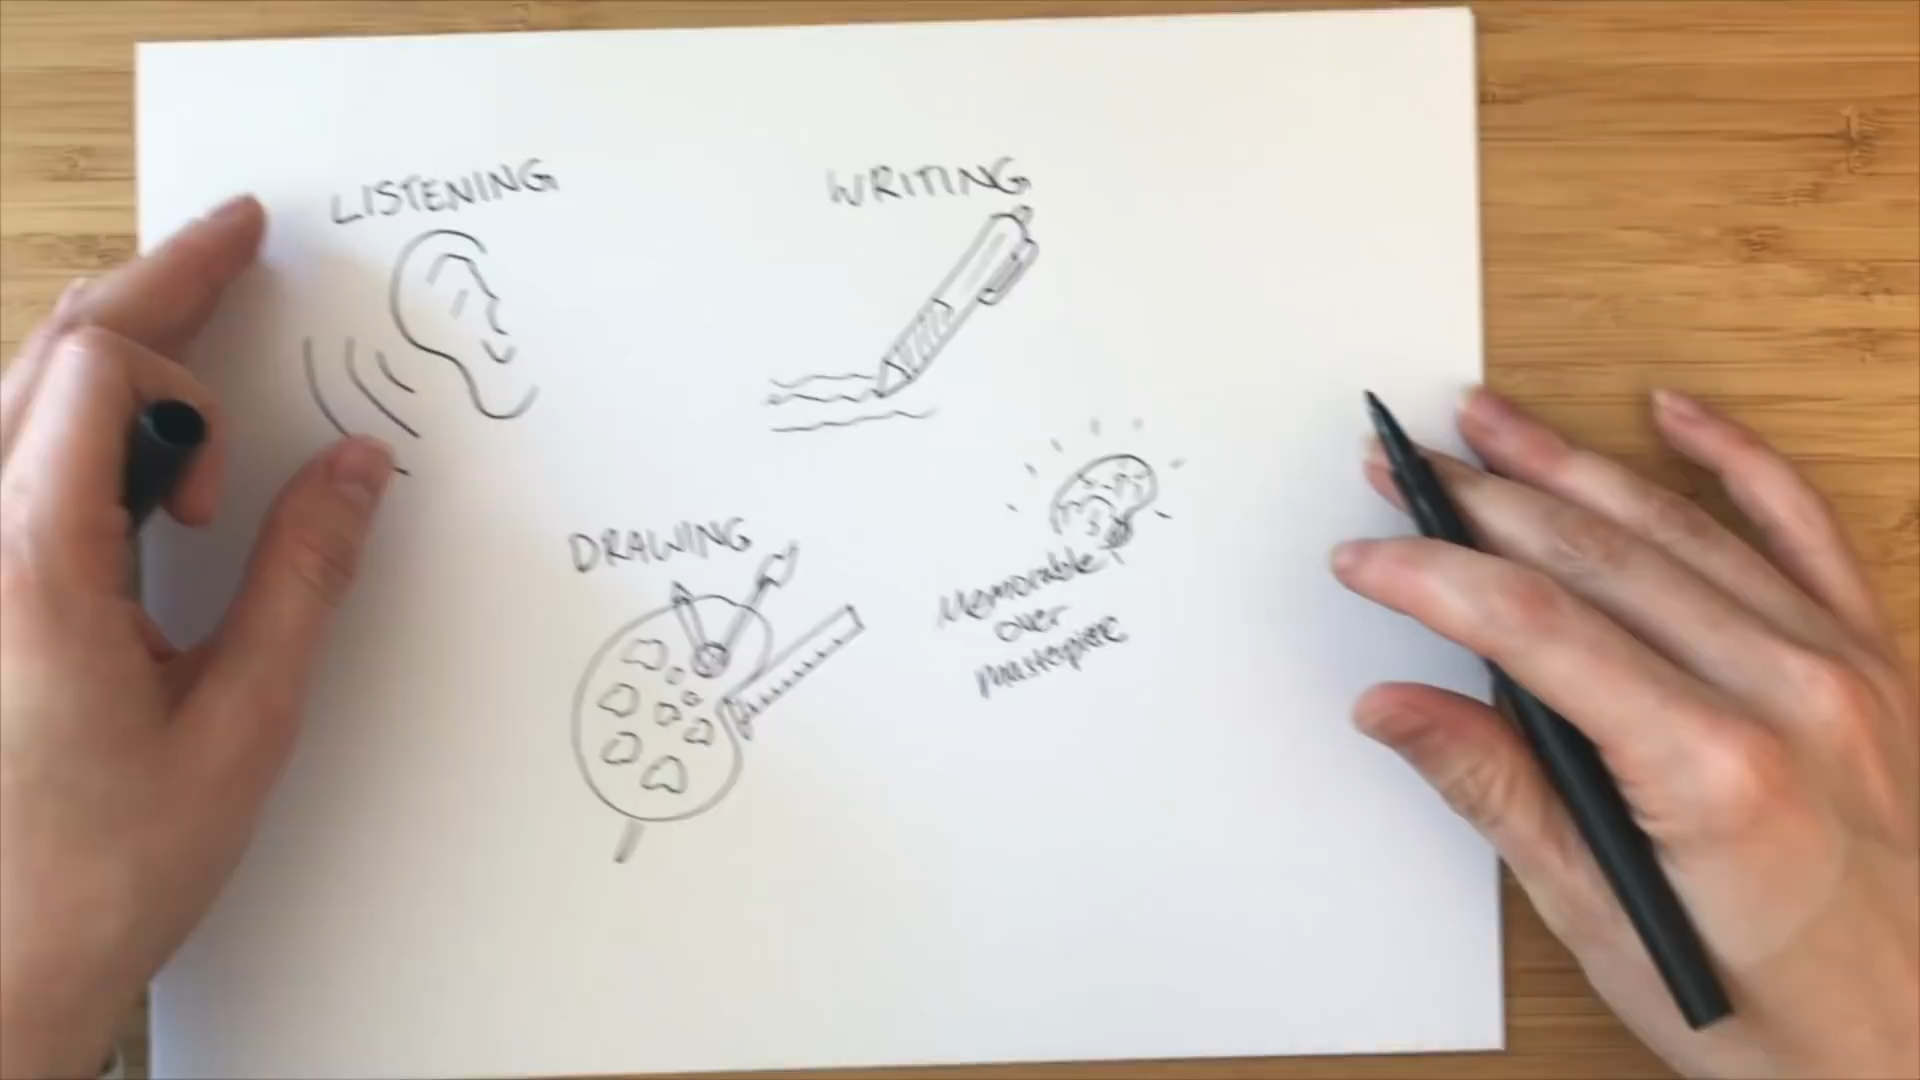 LISTENING
WRITING
DRAWING
Memorable
over
masterpiece